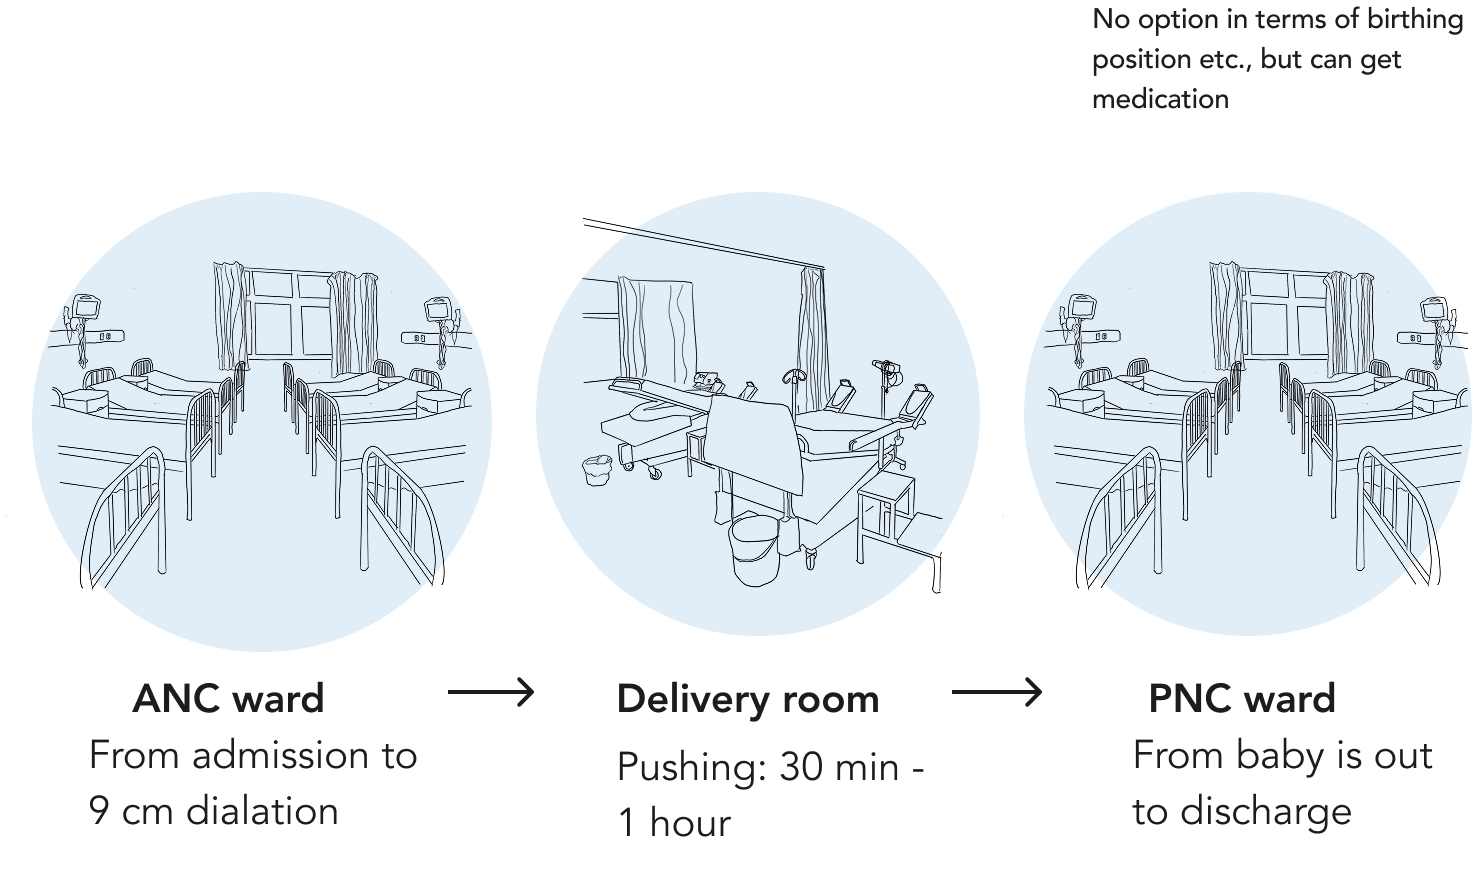 No option in terms of birthing
position etc., but can get
medication
ANC ward
From admission to
9 cm dialation
Delivery room
Pushing: 30 min -
1 hour
PNC ward
From baby is out
to discharge